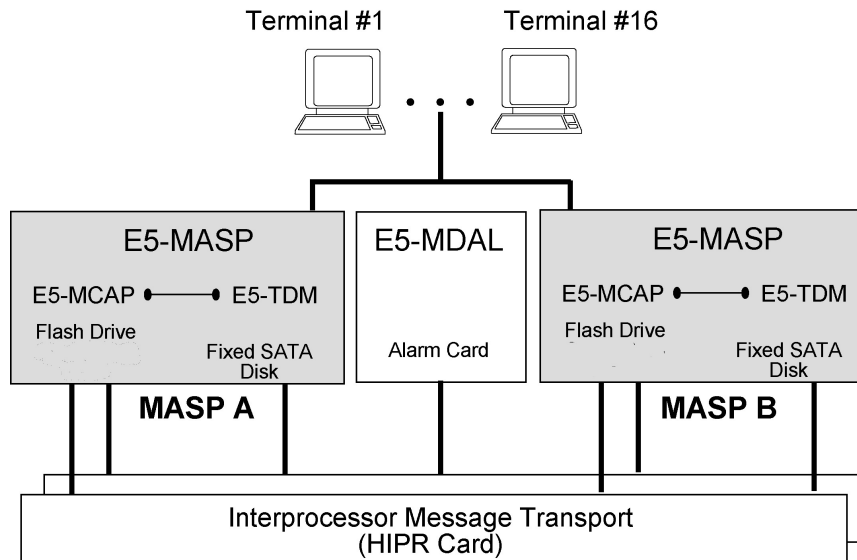 Terminal #1
Terminal #16
E5-MASP
E5-MCAP
E5-TDM
Flash Drive
Fixed SATA
Disk
MASP A
E5-MDAL
Alarm Card
E5-MASP
E5-MCAP
E5-TDM
Flash Drive
Fixed SATA
Disk
MASP B
Interprocessor Message Transport
(HIPR Card)